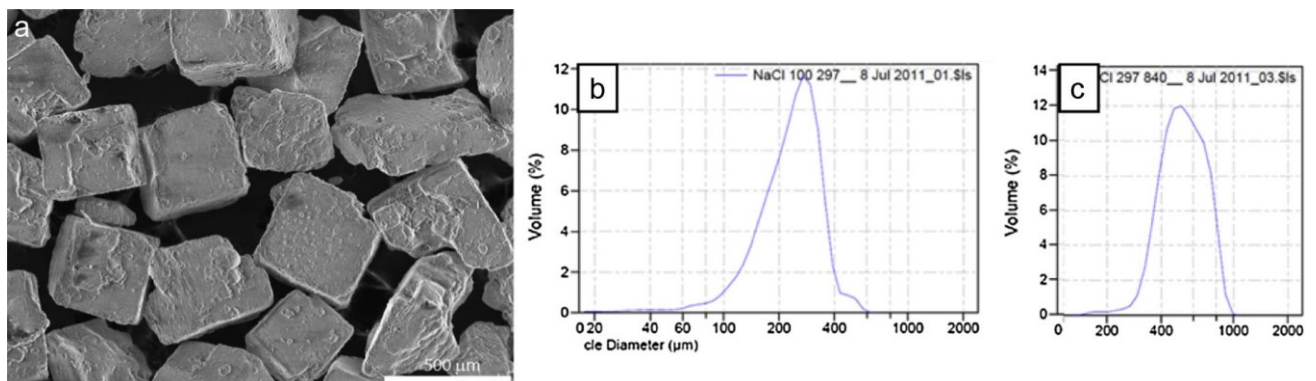 a
500 μm
b
NaCl 100 297__ 8 Jul 2011_01.$ls
12
10
8
6
4
2
0
Volume (%)
0 20 40 60 100 200 400 1000 2000
cle Diameter (μm)
c
Cl 297 840__ 8 Jul 2011_03.$ls
14
12
10
8
6
4
2
0
Volume (%)
0 200 400 1000 2000